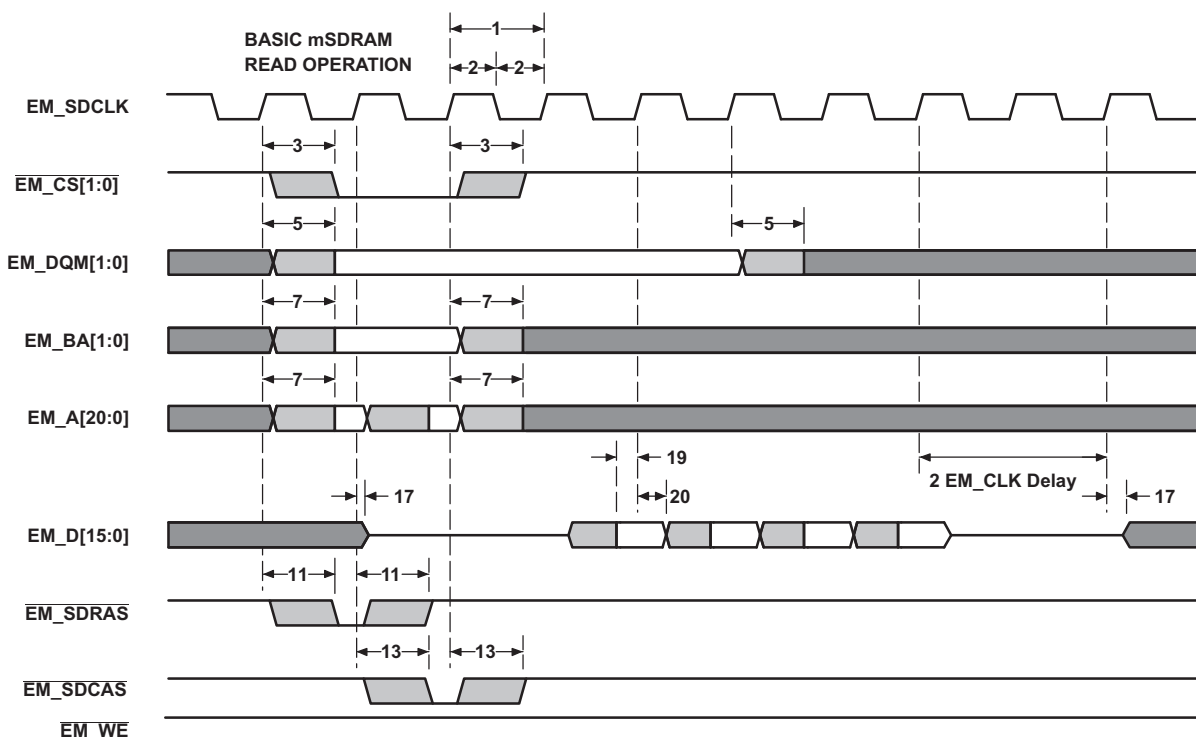 1
BASIC mSDRAM
READ OPERATION
2 2
EM_SDCLK
3 3
EM_CS[1:0]
5 5
EM_DQM[1:0]
7 7
EM_BA[1:0]
7 7
EM_A[20:0]
19
2 EM_CLK Delay
17 20 17
EM_D[15:0]
11 11
EM_SDRAS
13 13
EM_SDCAS
EM_WE